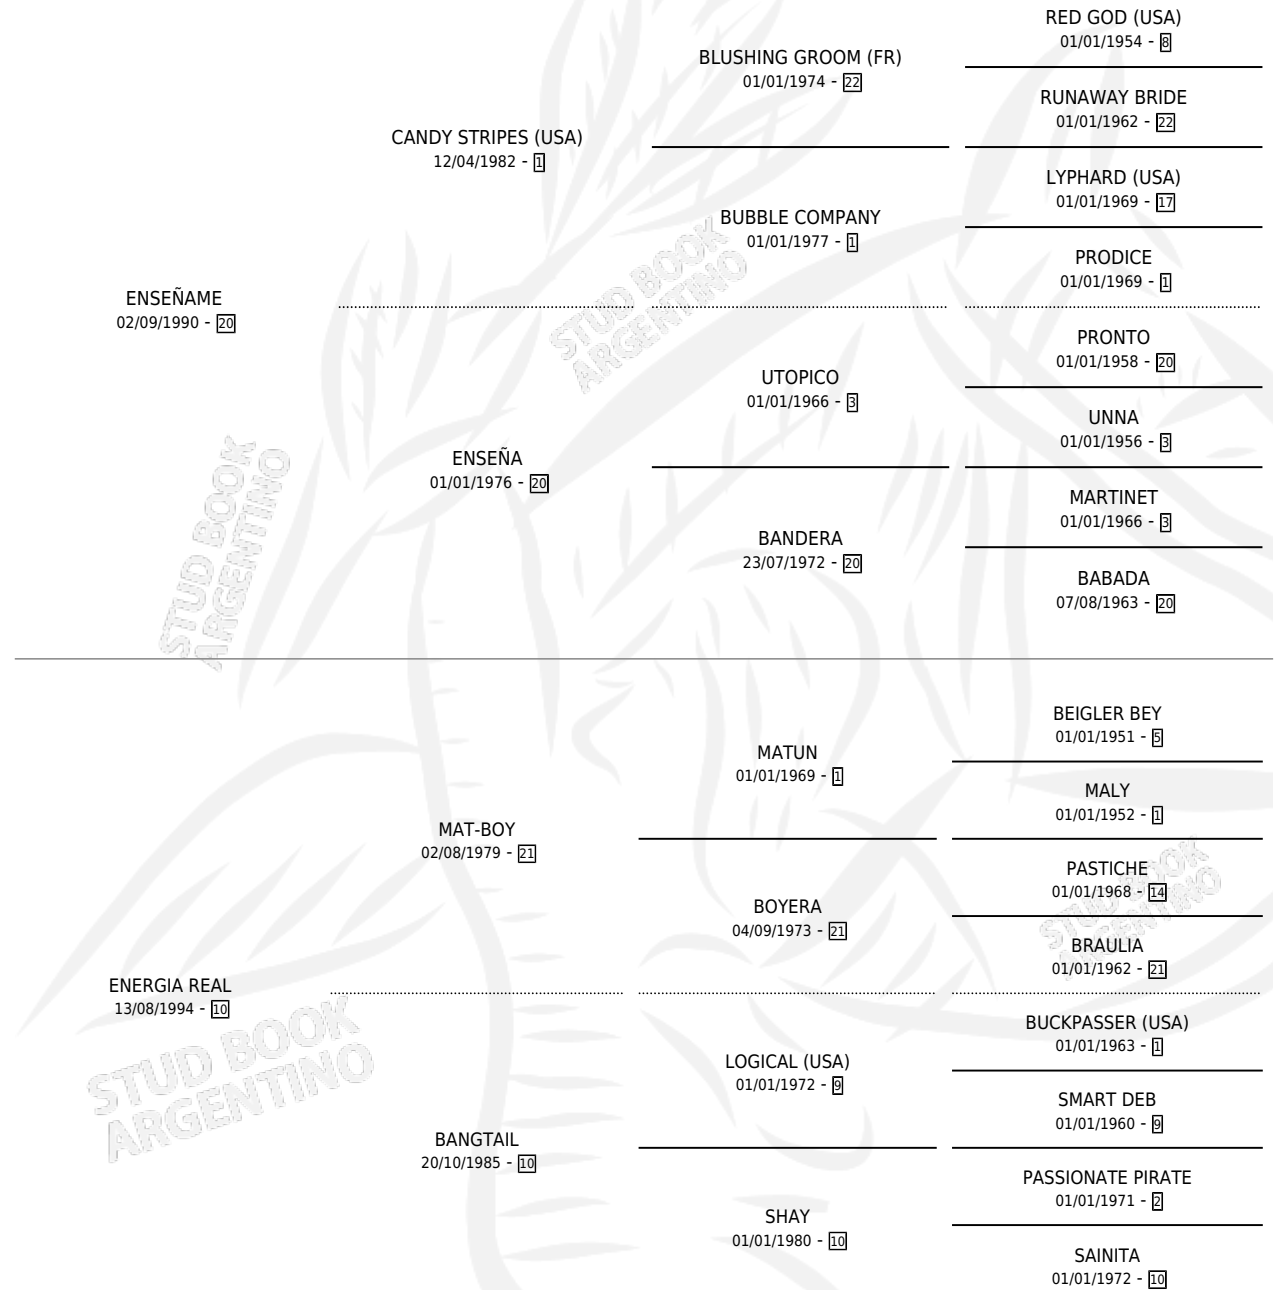 RED GOD (USA)
01/01/1954 - 8
BLUSHING GROOM (FR)
01/01/1974 - 22
RUNAWAY BRIDE
01/01/1962 - 22
CANDY STRIPES (USA)
12/04/1982 - 1
LYPHARD (USA)
01/01/1969 - 17
BUBBLE COMPANY
01/01/1977 - 1
PRODICE
01/01/1969 - 1
ENSEÑAME
02/09/1990 - 20
PRONTO
01/01/1958 - 20
UTOPICO
01/01/1966 - 3
UNNA
01/01/1956 - 3
ENSEÑA
01/01/1976 - 20
MARTINET
01/01/1966 - 3
BANDERA
23/07/1972 - 20
BABADA
07/08/1963 - 20
BEIGLER BEY
01/01/1951 - 5
MATUN
01/01/1969 - 1
MALY
01/01/1952 - 1
MAT-BOY
02/08/1979 - 21
PASTICHE
01/01/1968 - 14
BOYERA
04/09/1973 - 21
BRAULIA
01/01/1962 - 21
ENERGIA REAL
13/08/1994 - 10
BUCKPASSER (USA)
01/01/1963 - 1
LOGICAL (USA)
01/01/1972 - 9
SMART DEB
01/01/1960 - 9
BANGTAIL
20/10/1985 - 10
PASSIONATE PIRATE
01/01/1971 - 2
SHAY
01/01/1980 - 10
SAINITA
01/01/1972 - 10
STUD BOOK
ARGENTINO
STUD BOOK
ARGENTINO
STUD BOOK
ARGENTINO
STUD BOOK
ARGENTINO